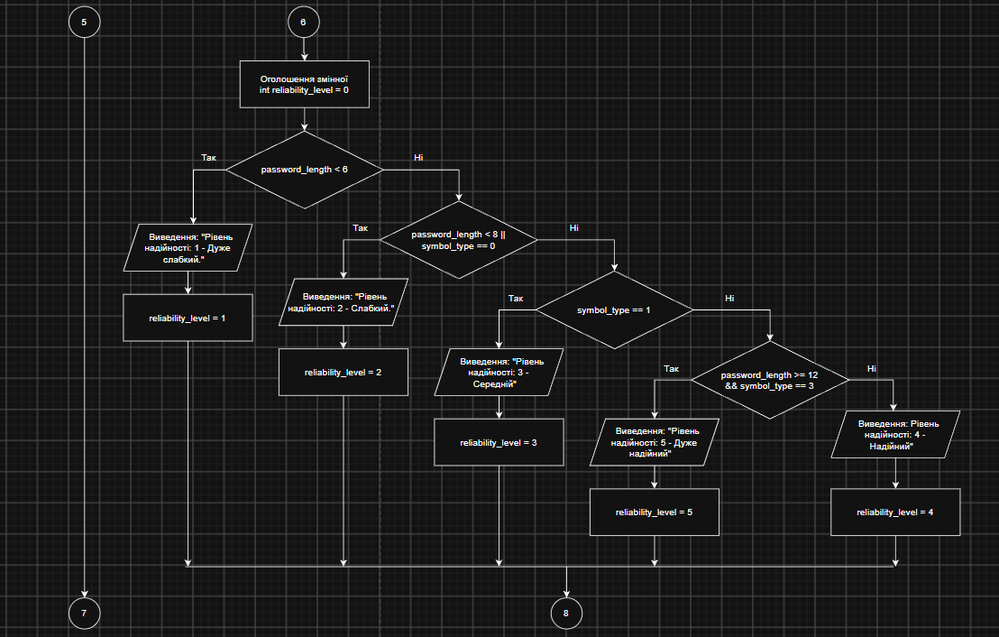 5
6
Оголошення змінної
int reliability_level = 0
Так
password_length < 6
Ні
Виведення: "Рівень
надійності: 1 - Дуже
слабкий."
reliability_level = 1
Так
password_length < 8 ||
symbol_type == 0
Ні
Виведення: "Рівень
надійності: 2 - Слабкий."
reliability_level = 2
Так
symbol_type == 1
Ні
Виведення: "Рівень
надійності: 3 -
Середній"
reliability_level = 3
Так
password_length >= 12
&& symbol_type == 3
Ні
Виведення: "Рівень
надійності: 5 - Дуже
надійний"
reliability_level = 5
Виведення: Рівень
надійності: 4 -
Надійний"
reliability_level = 4
7
8